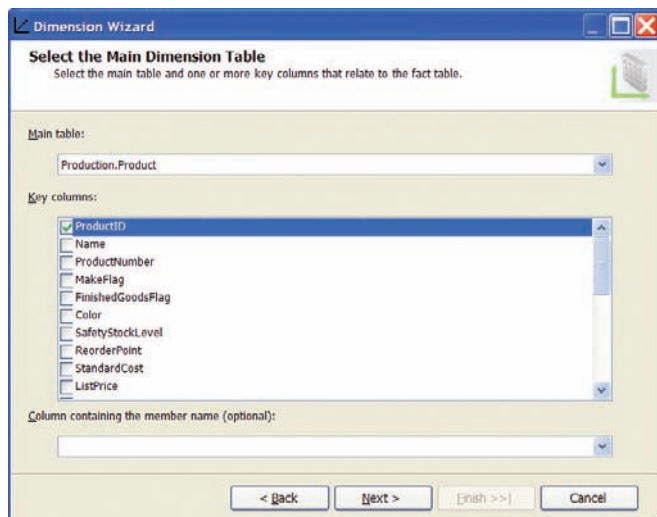 Dimension Wizard
Select the Main Dimension Table
Select the main table and one or more key columns that relate to the fact table.
Main table:
Production.Product
Key columns:
ProductID
Name
ProductNumber
MakeFlag
FinishedGoodsFlag
Color
SafetyStockLevel
ReorderPoint
StandardCost
ListPrice
Column containing the member name (optional):
< Back Next > Finish >>| Cancel